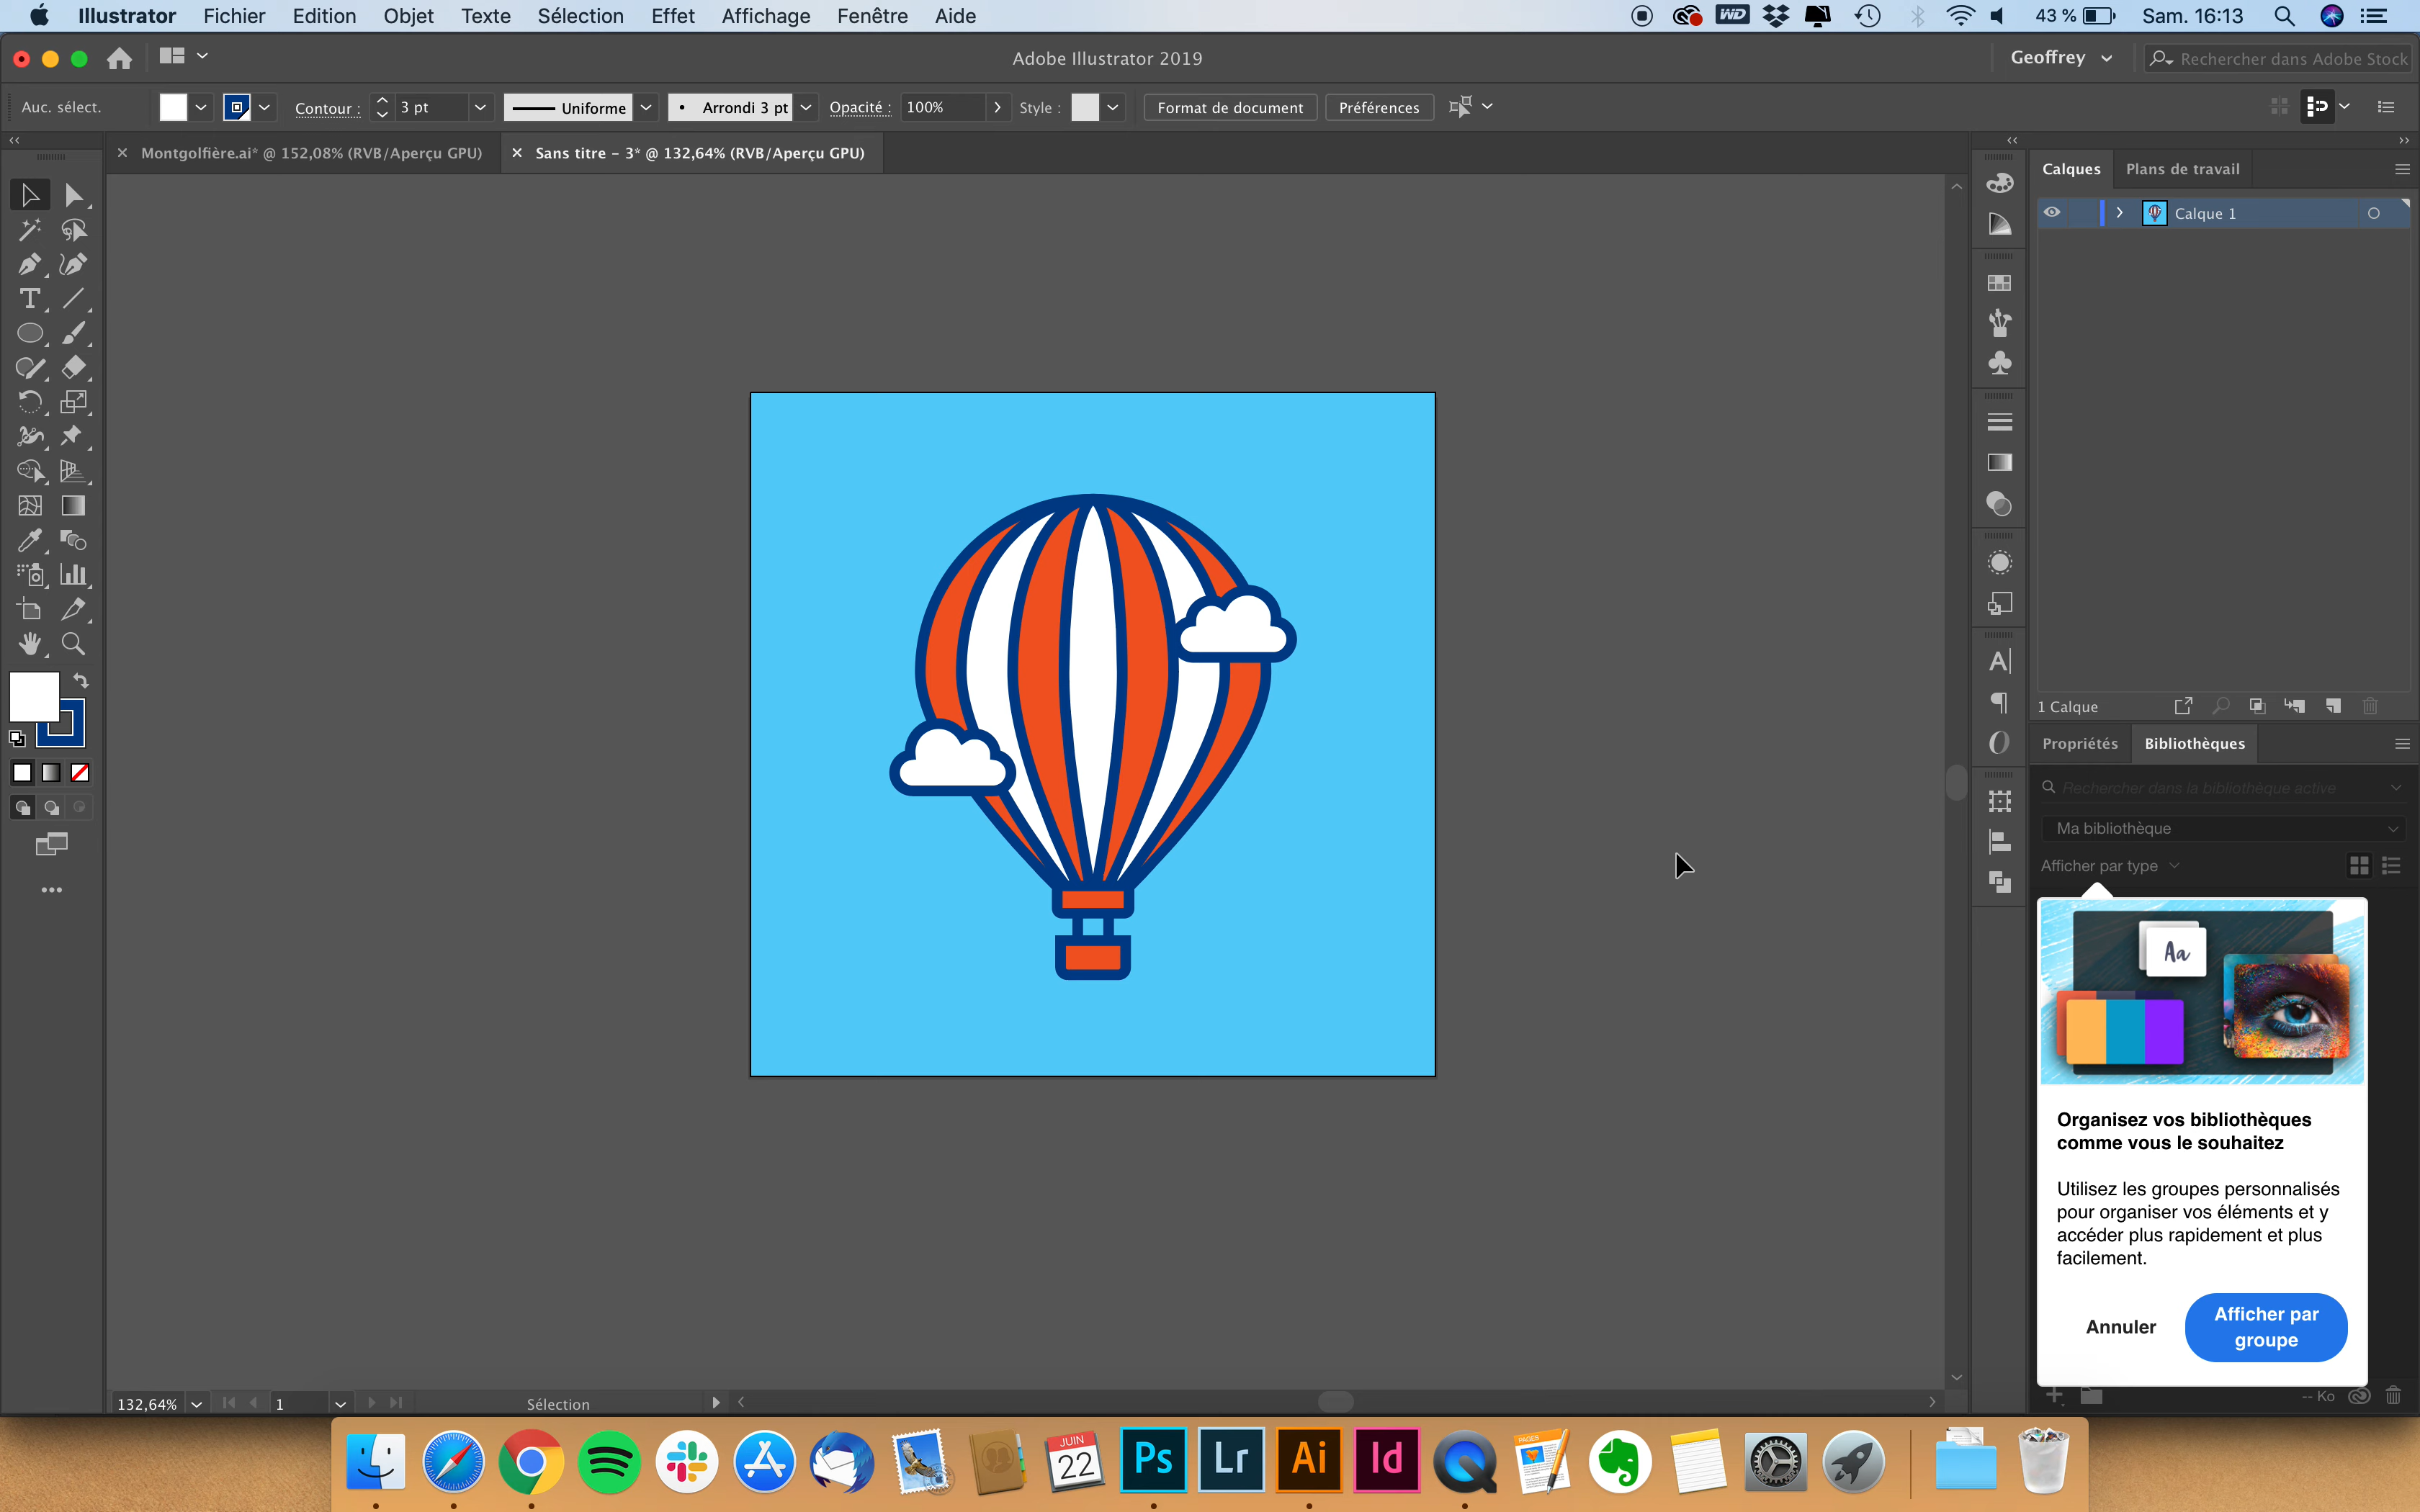 Illustrator Fichier Edition Objet Texte Sélection Effet Affichage Fenêtre Aide
WD 43 % Sam. 16:13
Adobe Illustrator 2019
Geoffrey
Rechercher dans Adobe Stock
Auc. sélect. Contour : 3 pt Uniforme Arrondi 3 pt Opacité : 100% Style : Format de document Préférences
Montgolfière.ai* @ 152,08% (RVB/Aperçu GPU)
Sans titre - 3* @ 132,64% (RVB/Aperçu GPU)
Calques Plans de travail
Calque 1
1 Calque
Propriétés Bibliothèques
Rechercher dans la bibliothèque active
Ma bibliothèque
Afficher par type
Aa
Organisez vos bibliothèques
comme vous le souhaitez
Utilisez les groupes personnalisés
pour organiser vos éléments et y
accéder plus rapidement et plus
facilement.
Annuler
Afficher par
groupe
-- Ko
132,64% 1 Sélection
JUIN
22
Ps Lr Ai Id
PAGES